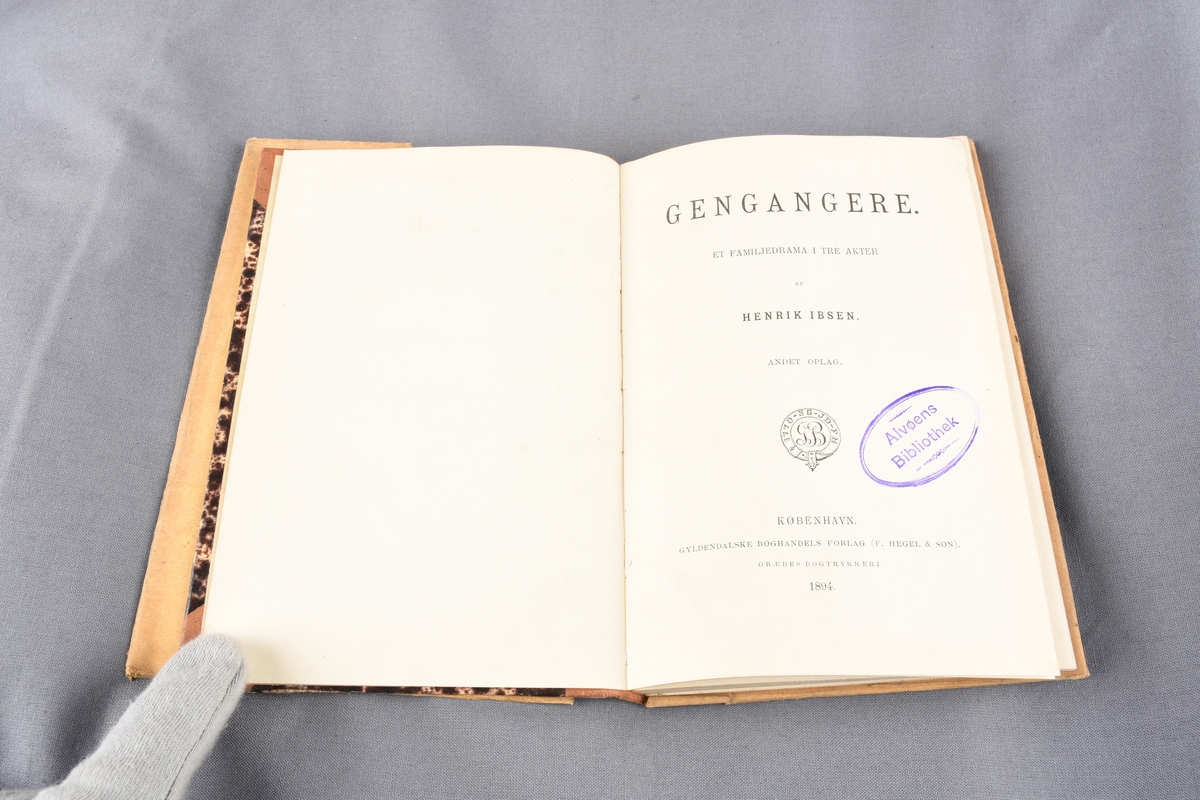 GENGANGERE.
ET FAMILJEDRAMA I TRE AKTER
AF
HENRIK IBSEN.
ANDET OPLAG.
Alvøens
Bibliothek
KØBENHAVN.
GYLDENDALSKE BOGHANDELS FORLAG (F. HEGEL & SØN).
GRÆBES BOGTRYKKERI.
1894.